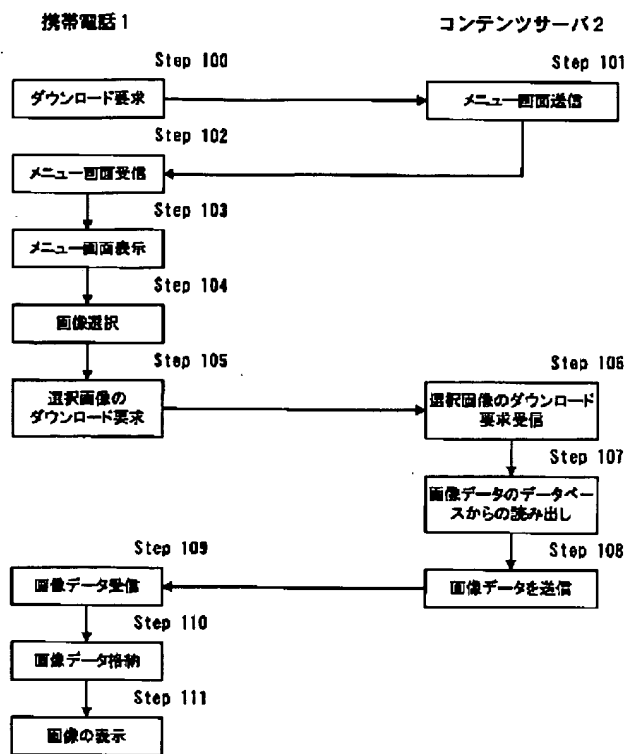 携帯電話1
コンテンツサーバ2
Step 100
Step 101
ダウンロード要求
メニュー画面送信
Step 102
メニュー画面受信
Step 103
メニュー画面表示
Step 104
画像選択
Step 105
Step 106
選択画像の
ダウンロード要求
選択画像のダウンロード
要求受信
Step 107
画像データのデータベー
スからの読み出し
Step 108
Step 109
画像データ受信
画像データを送信
Step 110
画像データ格納
Step 111
画像の表示